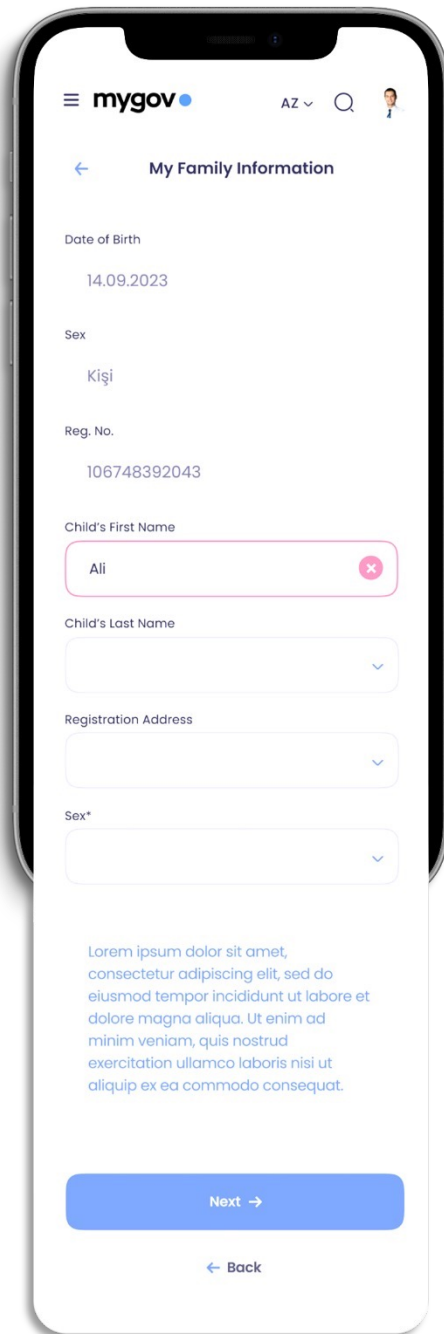 mygov
AZ
My Family Information
Date of Birth
14.09.2023
Sex
Kişi
Reg. No.
106748392043
Child's First Name
Ali
Child's Last Name
Registration Address
Sex*
Lorem ipsum dolor sit amet,
consectetur adipiscing elit, sed do
eiusmod tempor incididunt ut labore et
dolore magna aliqua. Ut enim ad
minim veniam, quis nostrud
exercitation ullamco laboris nisi ut
aliquip ex ea commodo consequat.
Next →
← Back